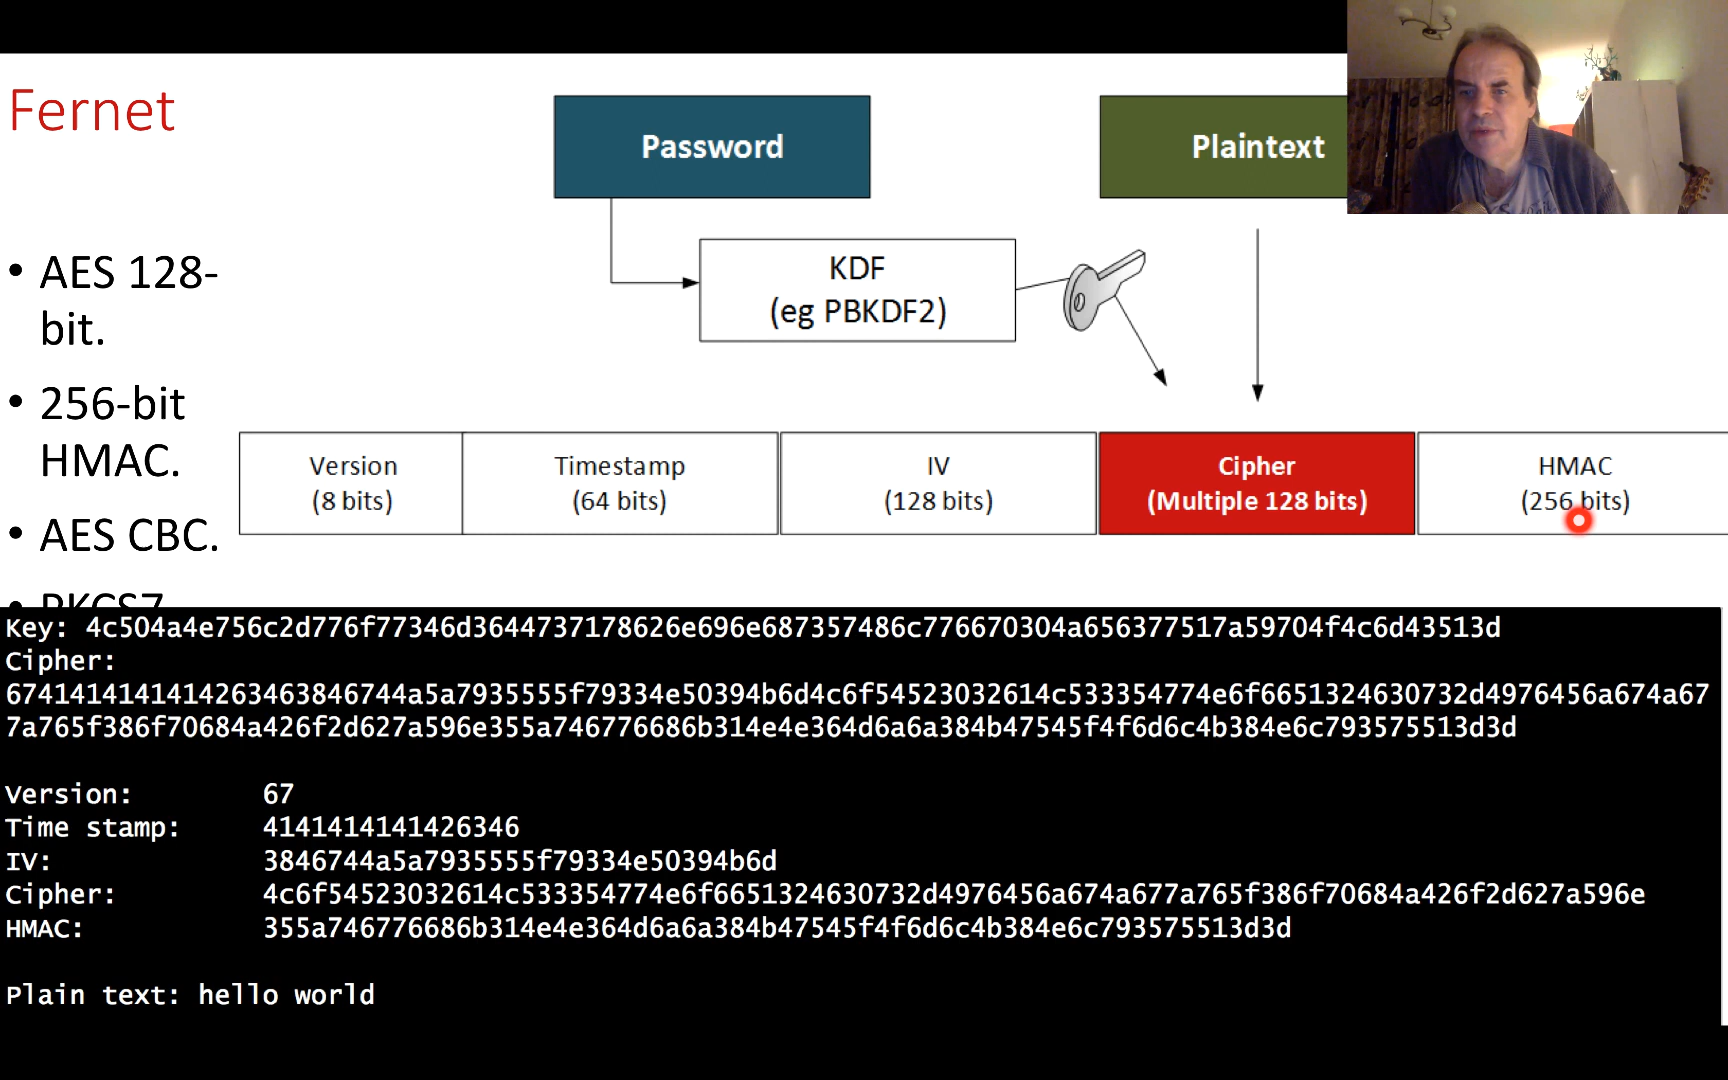 Fernet
Password
Plaintext
KDF
(eg PBKDF2)
• AES 128-
bit.
• 256-bit
HMAC.
• AES CBC.
• PKCS7
Version
(8 bits)
Timestamp
(64 bits)
IV
(128 bits)
Cipher
(Multiple 128 bits)
HMAC
(256 bits)
Key: 4c504a4e756c2d776f77346d3644737178626e696e687357486c776670304a656377517a59704f4c6d43513d
Cipher:
6741414141414263463846744a5a7935555f79334e50394b6d4c6f54523032614c533354774e6f6651324630732d4976456a674a67
7a765f386f70684a426f2d627a596e355a746776686b314e4e364d6a6a384b47545f4f6d6c4b384e6c793575513d3d
Version: 67
Time stamp: 4141414141426346
IV: 3846744a5a7935555f79334e50394b6d
Cipher: 4c6f54523032614c533354774e6f6651324630732d4976456a674a677a765f386f70684a426f2d627a596e
HMAC: 355a746776686b314e4e364d6a6a384b47545f4f6d6c4b384e6c793575513d3d
Plain text: hello world